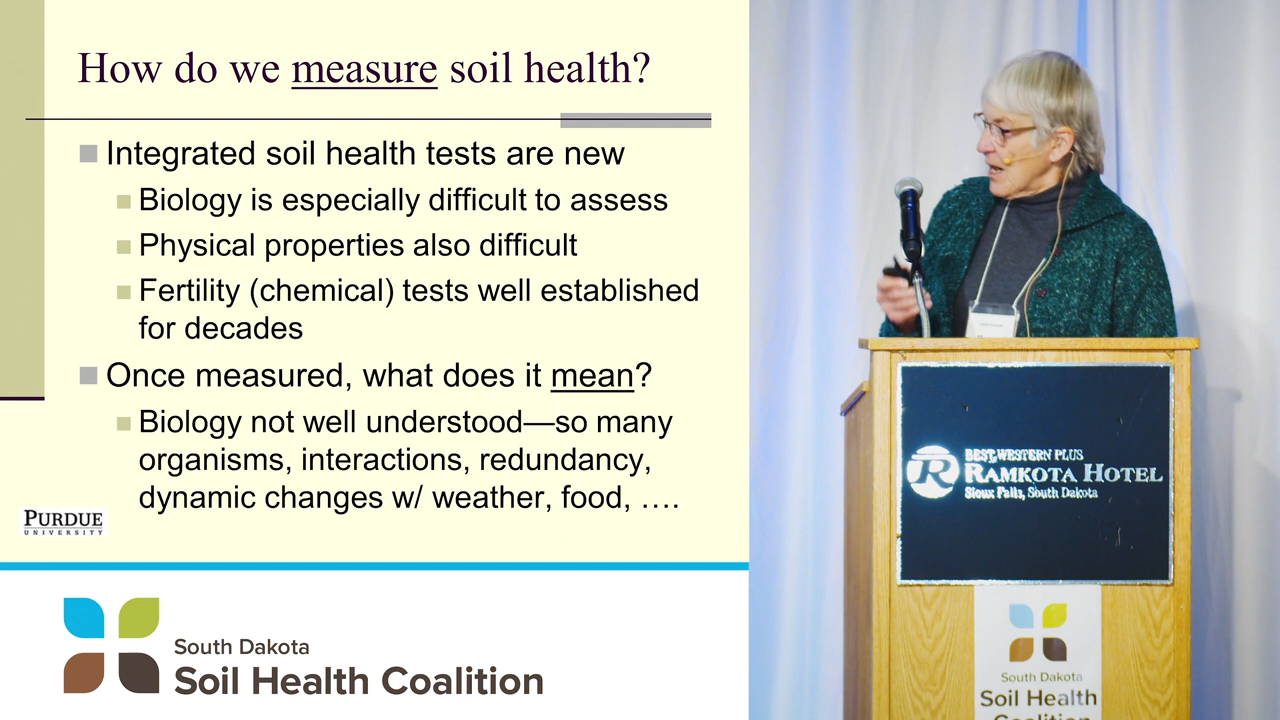 How do we measure soil health?
Integrated soil health tests are new
Biology is especially difficult to assess
Physical properties also difficult
Fertility (chemical) tests well established
for decades
Once measured, what does it mean?
Biology not well understood—so many
organisms, interactions, redundancy,
dynamic changes w/ weather, food, ….
PURDUE
UNIVERSITY
South Dakota
Soil Health Coalition
BEST WESTERN PLUS
R
RAMKOTA HOTEL
Sioux Falls, South Dakota
South Dakota
Soil Health
Coalition